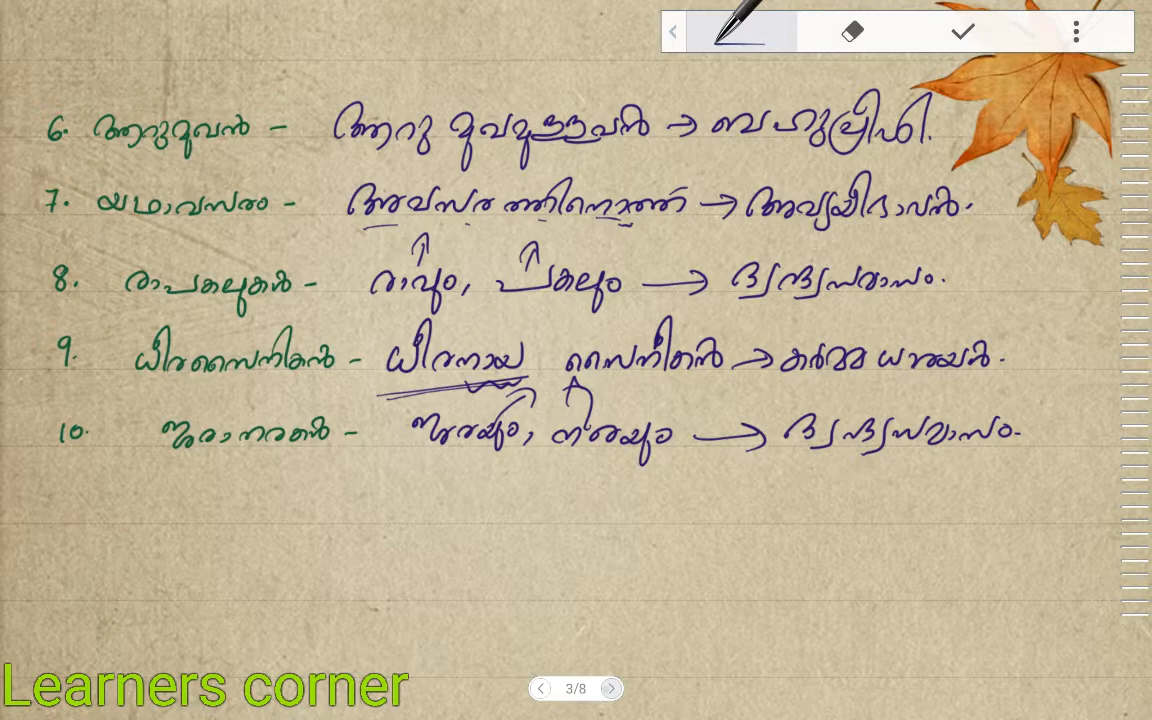 6. ആറുമുഖൻ - ആറു മുഖമുള്ളവൻ → ബഹുവ്രീഹി.
7. യഥാവസരം - അവസരത്തിനൊത്ത് → അവ്യയീഭാവൻ.
8. രാപകലുകൾ - രാവും, പകലും → ദ്വന്ദ്വസമാസം.
9. ധീരസൈനികൻ - ധീരനായ സൈനികൻ → കർമ്മധാരയൻ.
10. ജരാനരകൾ - ജരയും, നരയും → ദ്വന്ദ്വസമാസം.
Learners corner
3/8